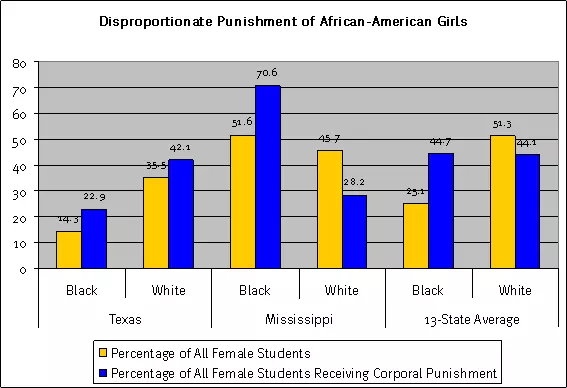 Disproportionate Punishment of African-American Girls
80
70
60
50
40
30
20
10
0
14.3
22.9
35.5
42.1
51.6
70.6
45.7
28.2
25.1
44.7
51.3
44.1
Black
White
Black
White
Black
White
Texas
Mississippi
13-State Average
Percentage of All Female Students
Percentage of All Female Students Receiving Corporal Punishment